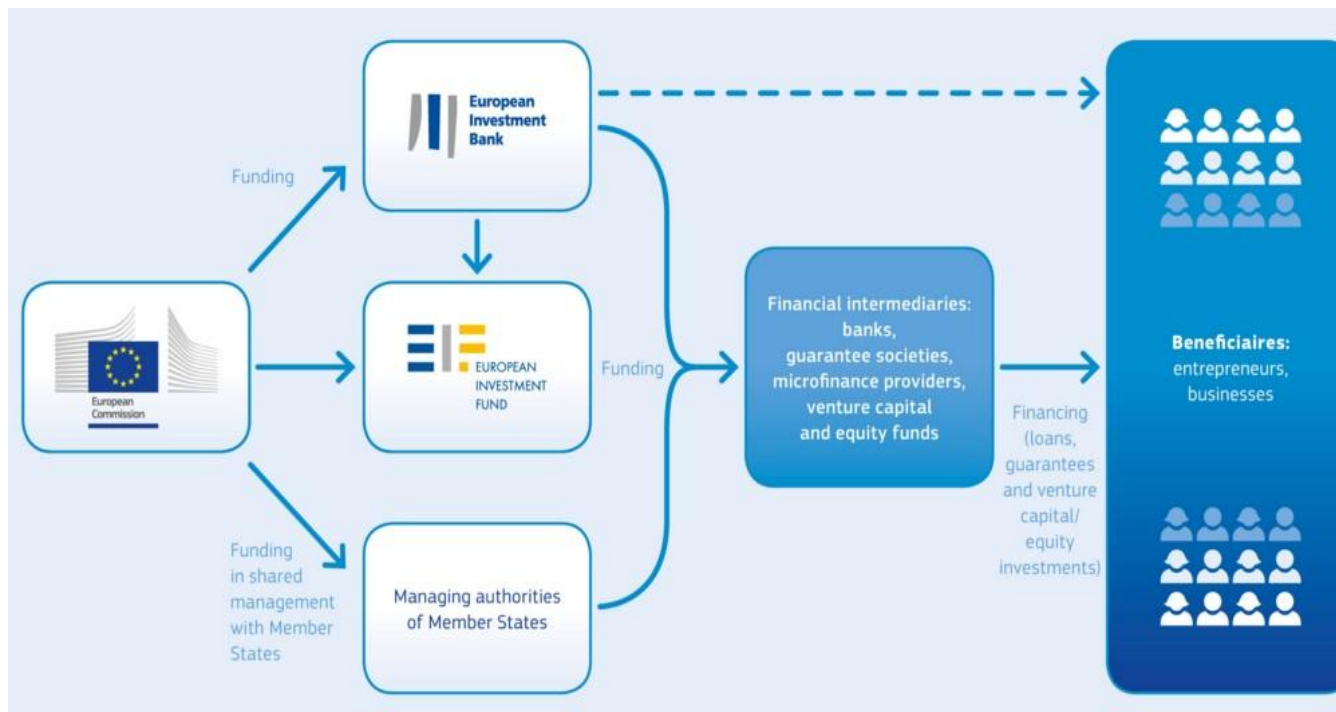 European
Investment
Bank
Funding
European
Commission
EUROPEAN
INVESTMENT
FUND
Funding
Funding
in shared
management
with Member
States
Managing authorities
of Member States
Financial intermediaries:
banks,
guarantee societies,
microfinance providers,
venture capital
and equity funds
Financing
(loans,
guarantees
and venture
capital/
equity
investments)
Beneficiaires:
entrepreneurs,
businesses